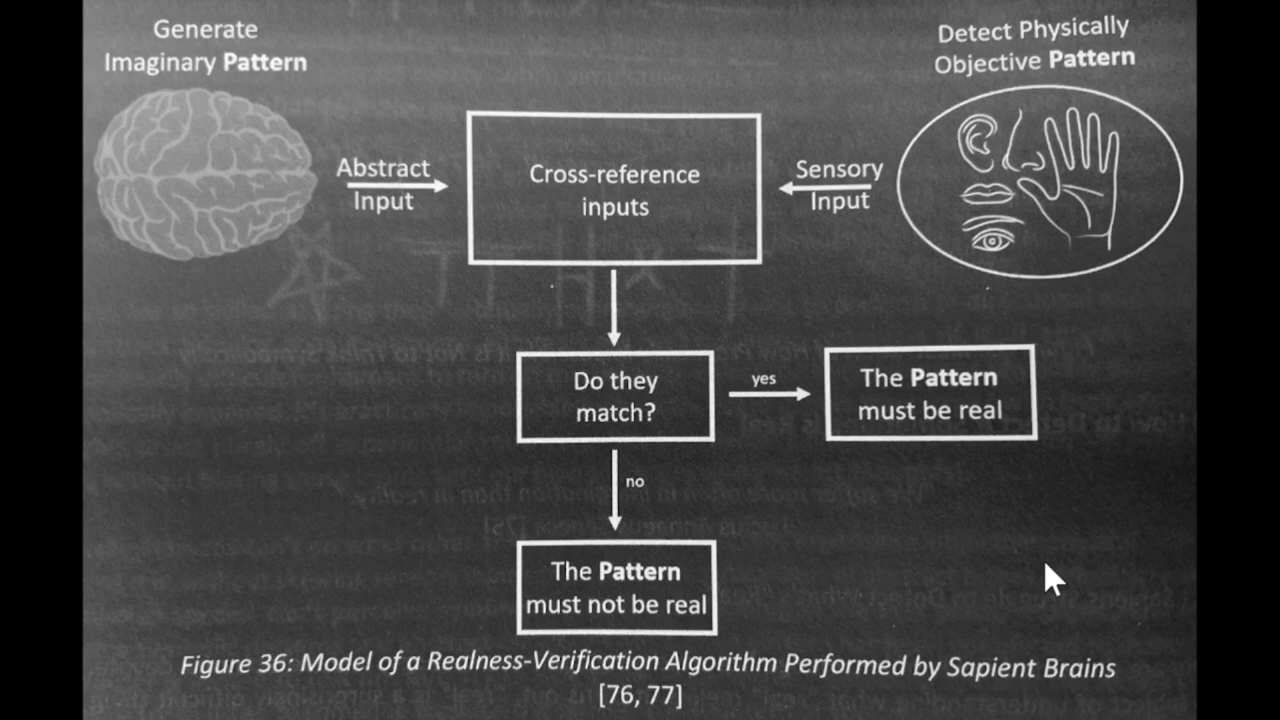 Generate
Imaginary Pattern
Detect Physically
Objective Pattern
Abstract
Input
Cross-reference
inputs
Sensory
Input
Do they
match?
yes
The Pattern
must be real
no
The Pattern
must not be real
Figure 36: Model of a Realness-Verification Algorithm Performed by Sapient Brains
[76, 77]